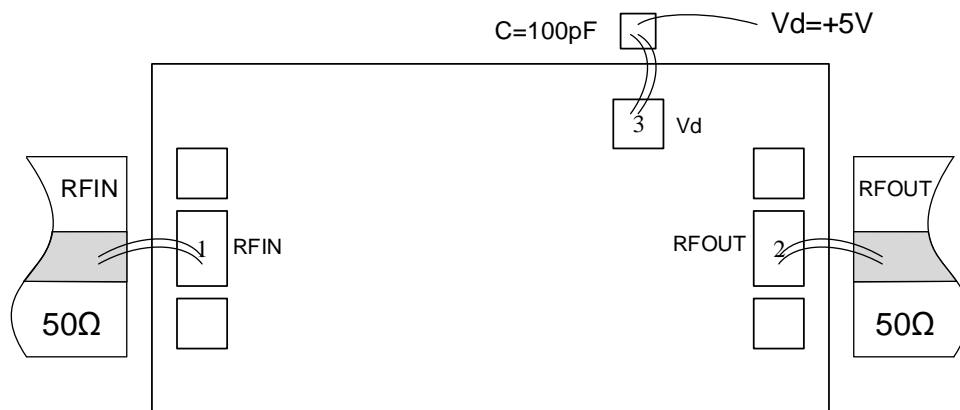 C=100pF
Vd=+5V
3
Vd
RFIN
RFOUT
1
RFIN
RFOUT
2
50Ω
50Ω